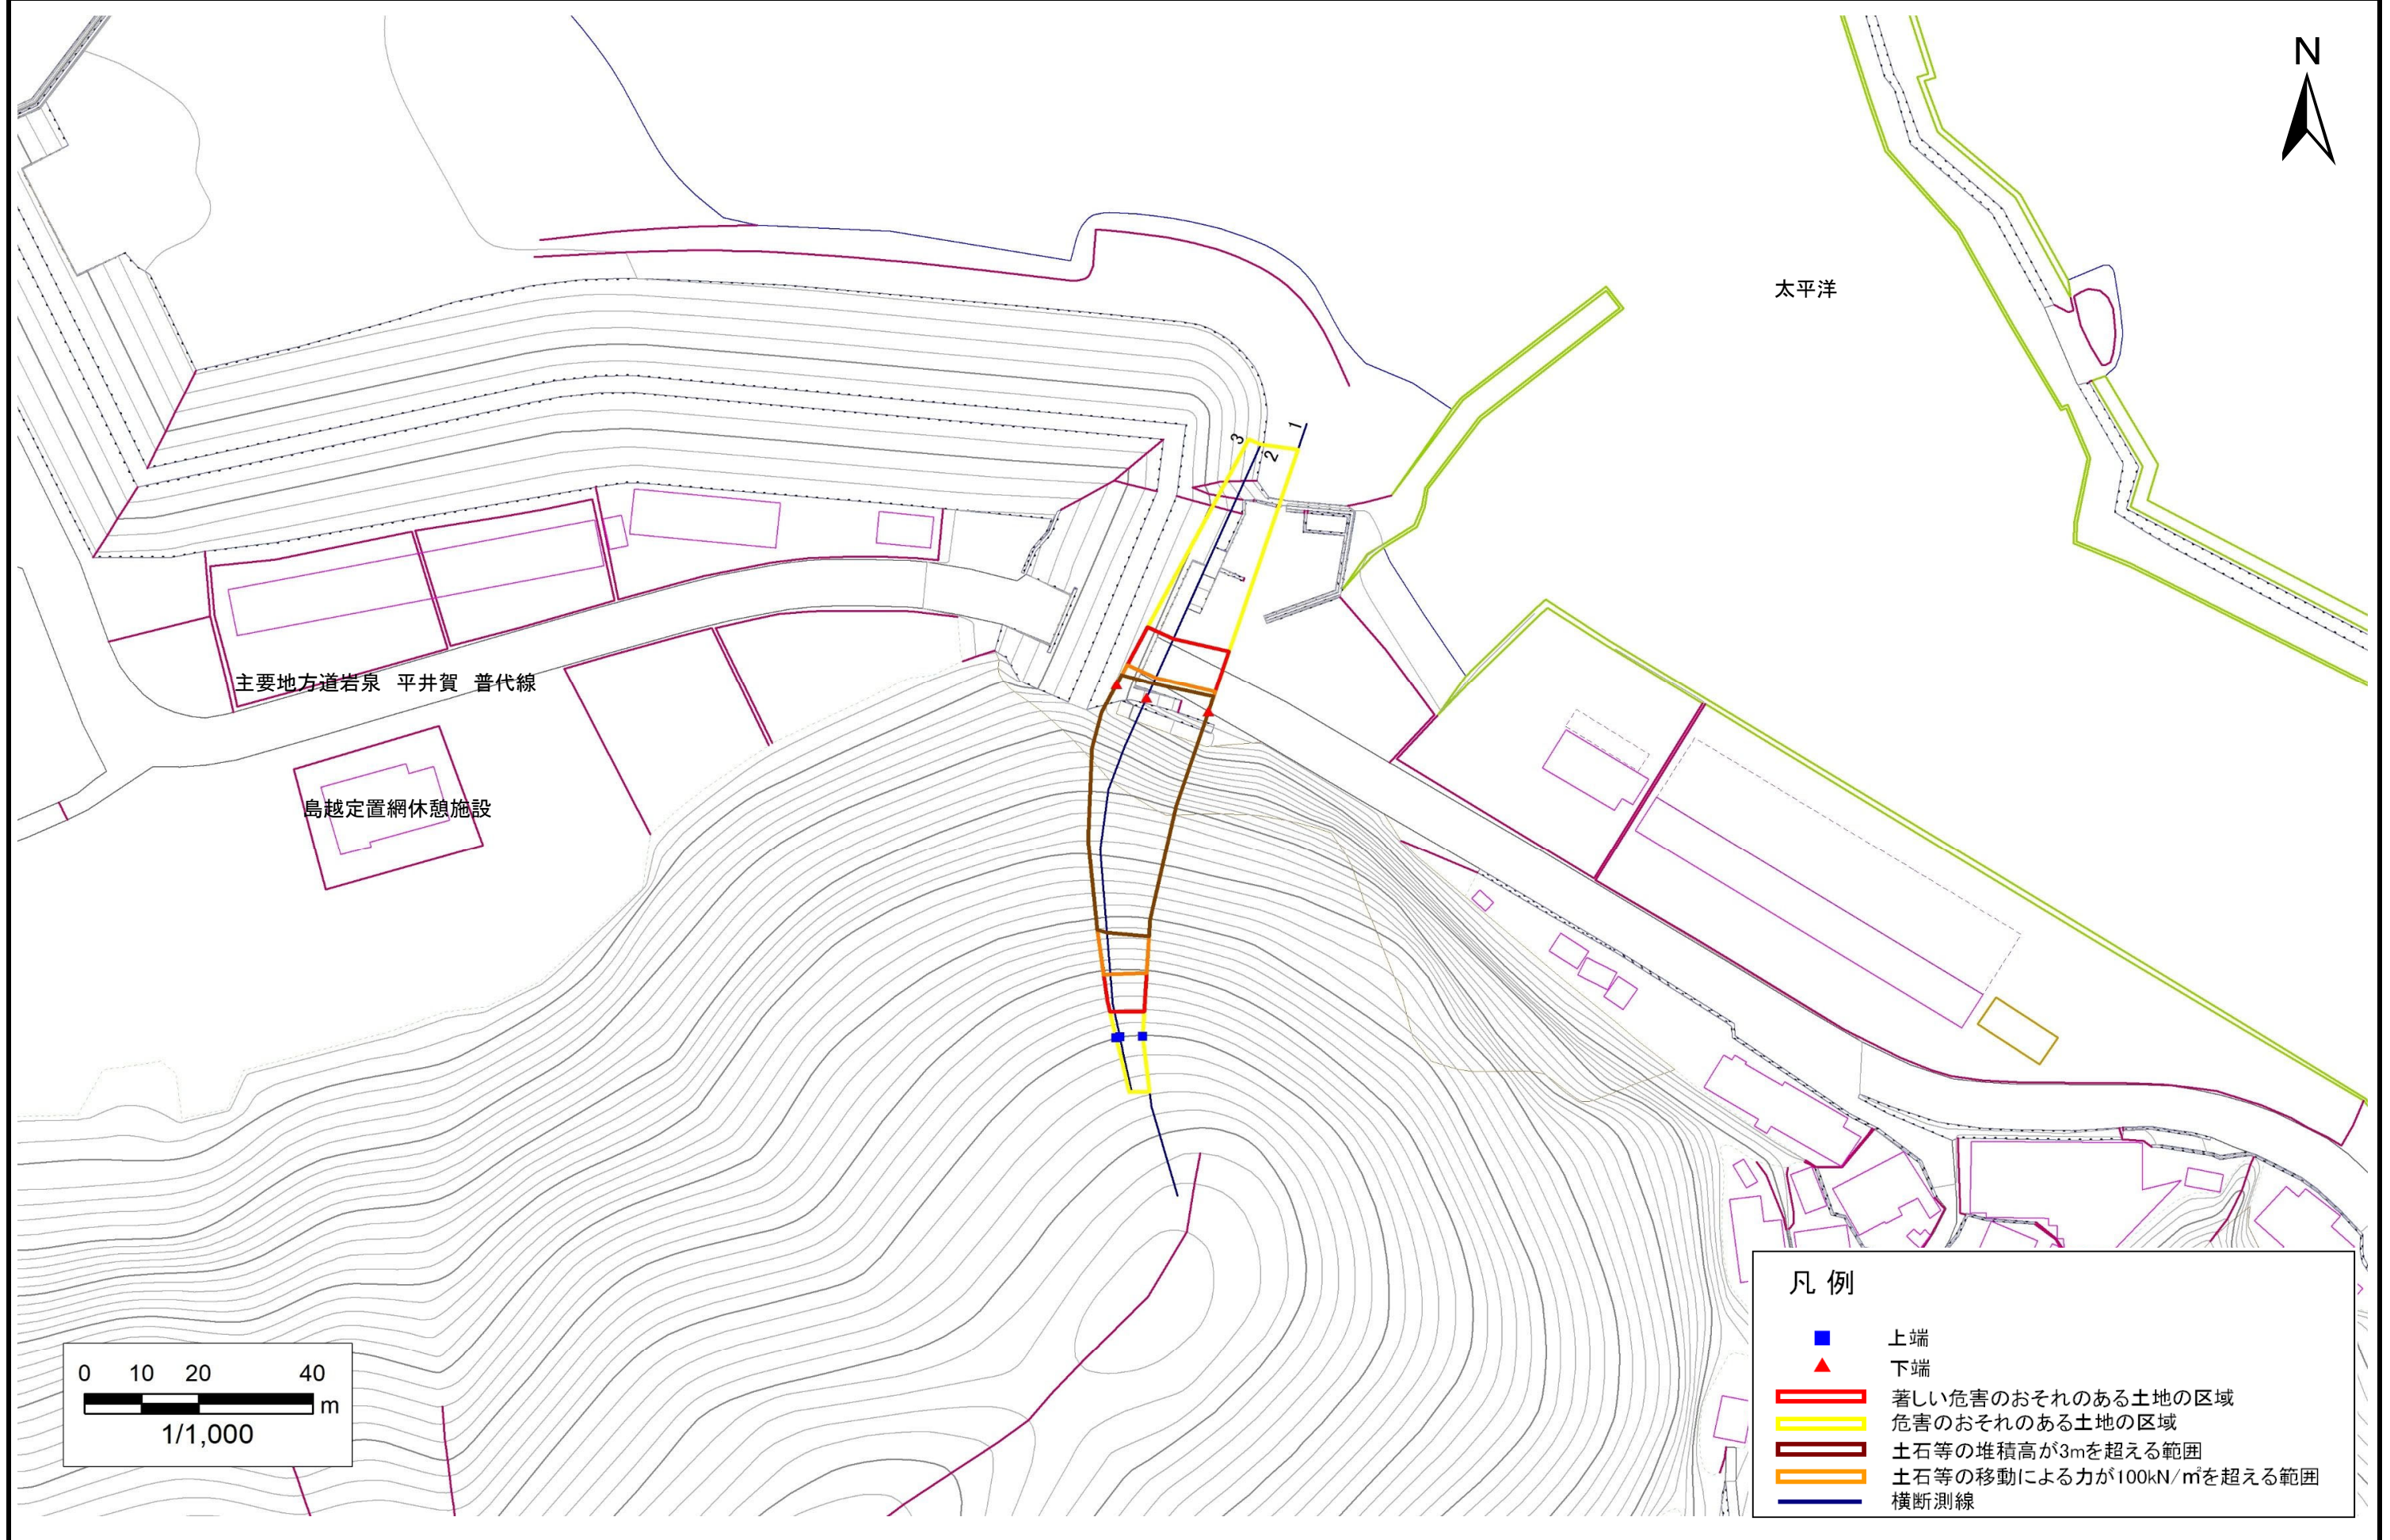 N
太平洋
1
3
2
主要地方道岩泉 平井賀 普代線
島越定置網休憩施設
凡 例
上端
下端
著しい危害のおそれのある土地の区域
危害のおそれのある土地の区域
土石等の堆積高が3mを超える範囲
土石等の移動による力が100kN/㎡を超える範囲
横断測線
0 10 20 40
m
1/1,000